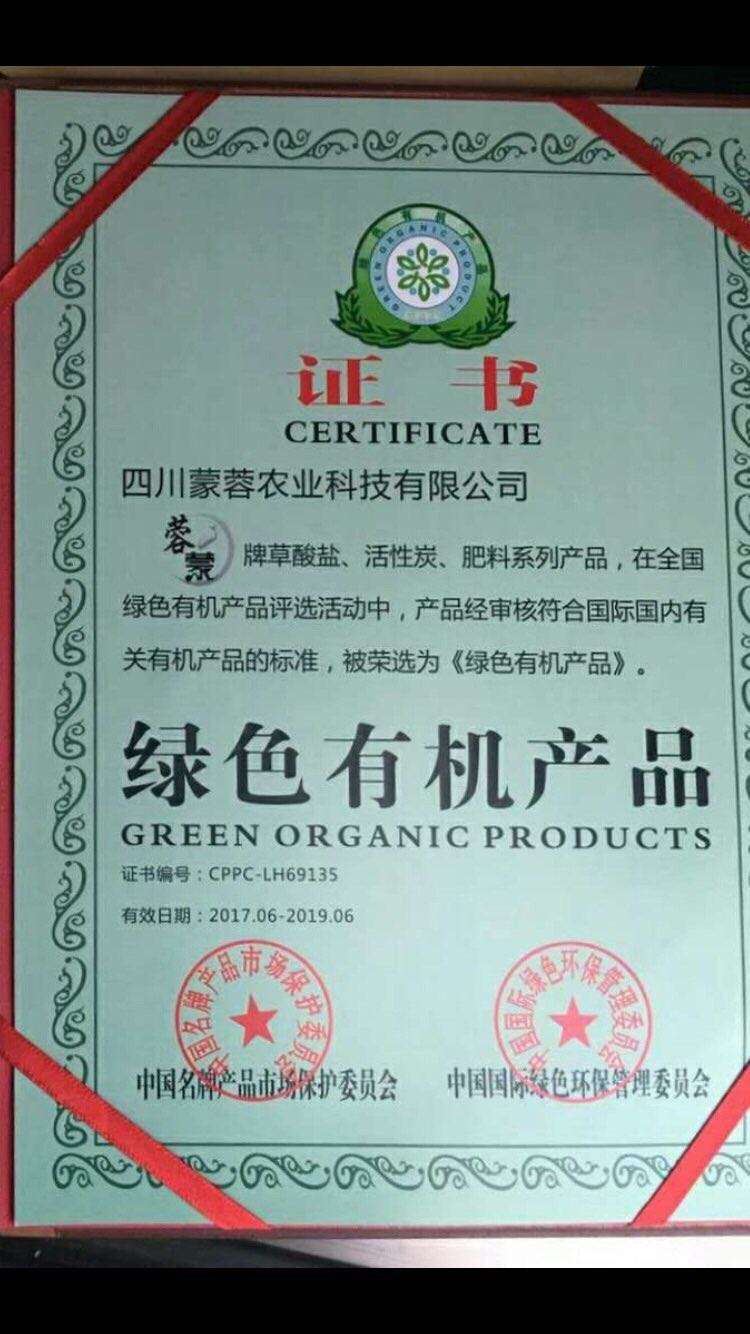 绿色有机产品
GREEN ORGANIC PRODUCT
证书
CERTIFICATE
四川蒙蓉农业科技有限公司
蓉蒙 牌草酸盐、活性炭、肥料系列产品，在全国
绿色有机产品评选活动中，产品经审核符合国际国内有
关有机产品的标准，被荣选为《绿色有机产品》。
绿色有机产品
GREEN ORGANIC PRODUCTS
证书编号：CPPC-LH69135
有效日期：2017.06-2019.06
中国名牌产品市场保护委员会
中国国际绿色环保管理委员会
中国名牌产品市场保护委员会
中国国际绿色环保管理委员会